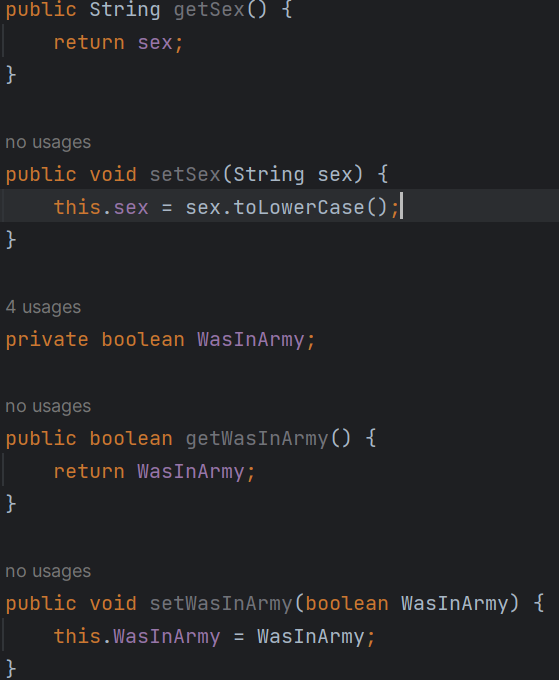 public String getSex() {
    return sex;
}
no usages
public void setSex(String sex) {
    this.sex = sex.toLowerCase();
}
4 usages
private boolean WasInArmy;
no usages
public boolean getWasInArmy() {
    return WasInArmy;
}
no usages
public void setWasInArmy(boolean WasInArmy) {
    this.WasInArmy = WasInArmy;
}